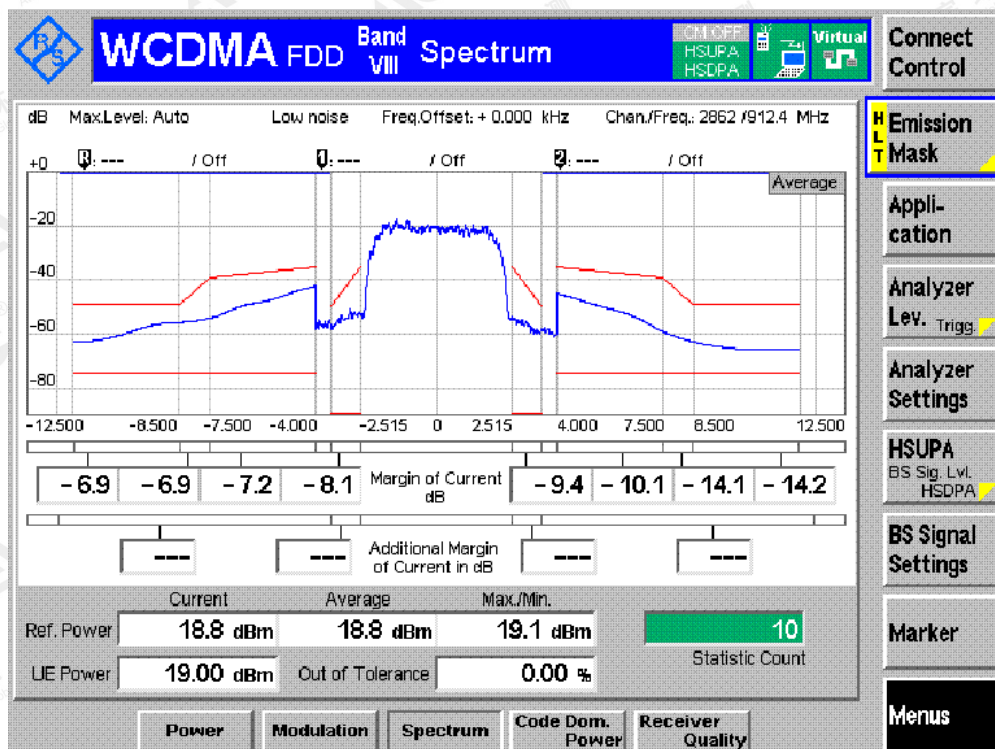 R S
WCDMA FDD Band VIII Spectrum
CH OFF
HSUPA
HSDPA
Virtual
Connect Control
dB Max.Level: Auto Low noise Freq.Offset: + 0.000 kHz Chan./Freq.: 2862 / 912.4 MHz
HLT
Emission Mask
R: --- / Off 1: --- / Off 2: --- / Off
+0
Average
-20
-40
-60
-80
-12.500 -8.500 -7.500 -4.000 -2.515 0 2.515 4.000 7.500 8.500 12.500
Appli-
cation
Analyzer
Lev. Trigg.
Analyzer
Settings
-6.9 -6.9 -7.2 -8.1 Margin of Current dB -9.4 -10.1 -14.1 -14.2
HSUPA
BS Sig. Lvl.
HSDPA
--- --- Additional Margin of Current in dB --- ---
BS Signal
Settings
Current Average Max./Min.
Ref. Power 18.8 dBm 18.8 dBm 19.1 dBm 10
Statistic Count
UE Power 19.00 dBm Out of Tolerance 0.00 %
Marker
Power Modulation Spectrum Code Dom. Power Receiver Quality
Menus